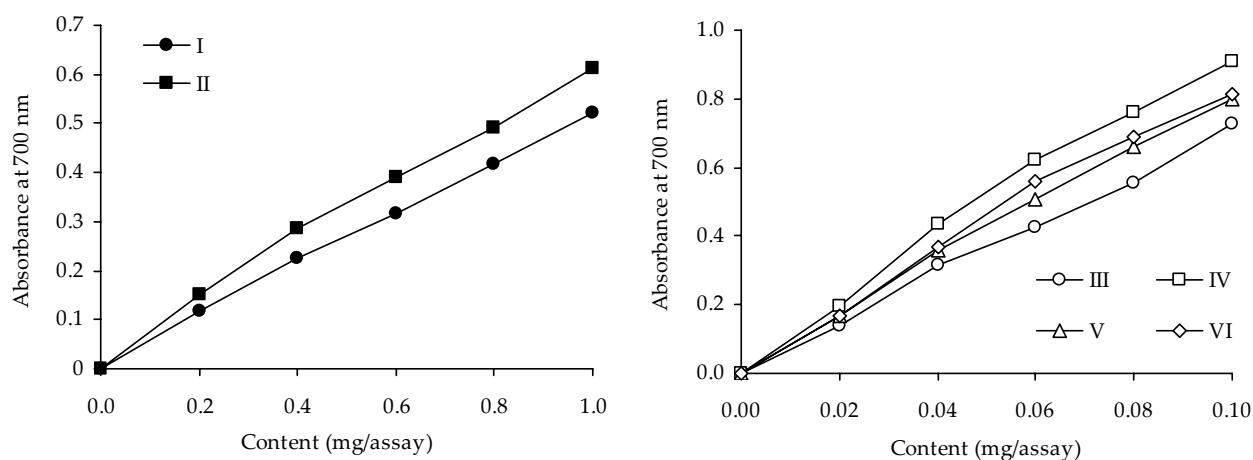 0.7
0.6
0.5
0.4
0.3
0.2
0.1
0
Absorbance at 700 nm
I
II
0.0 0.2 0.4 0.6 0.8 1.0
Content (mg/assay)
1.0
0.8
0.6
0.4
0.2
0.0
Absorbance at 700 nm
III IV
V VI
0.00 0.02 0.04 0.06 0.08 0.10
Content (mg/assay)